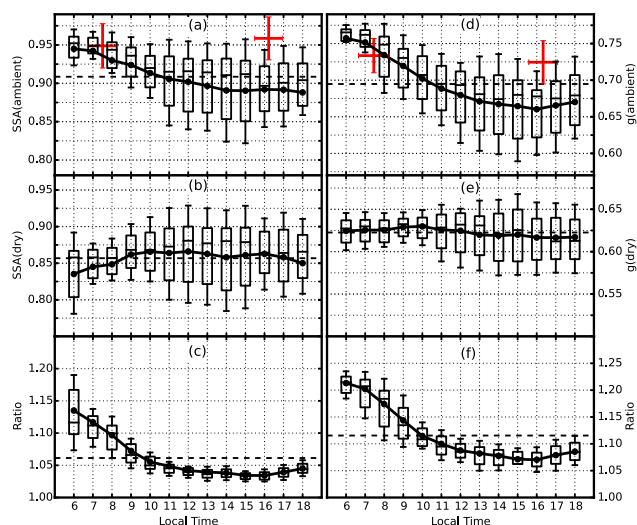 (a)
SSA(ambient)
0.95
0.90
0.85
0.80
(d)
g(ambient)
0.75
0.70
0.65
0.60
(b)
SSA(dry)
0.95
0.90
0.85
0.80
(e)
g(dry)
0.65
0.60
0.55
0.50
(c)
Ratio
1.20
1.15
1.10
1.05
1.00
6 7 8 9 10 11 12 13 14 15 16 17 18
Local Time
(f)
Ratio
1.25
1.20
1.15
1.10
1.05
1.00
6 7 8 9 10 11 12 13 14 15 16 17 18
Local Time